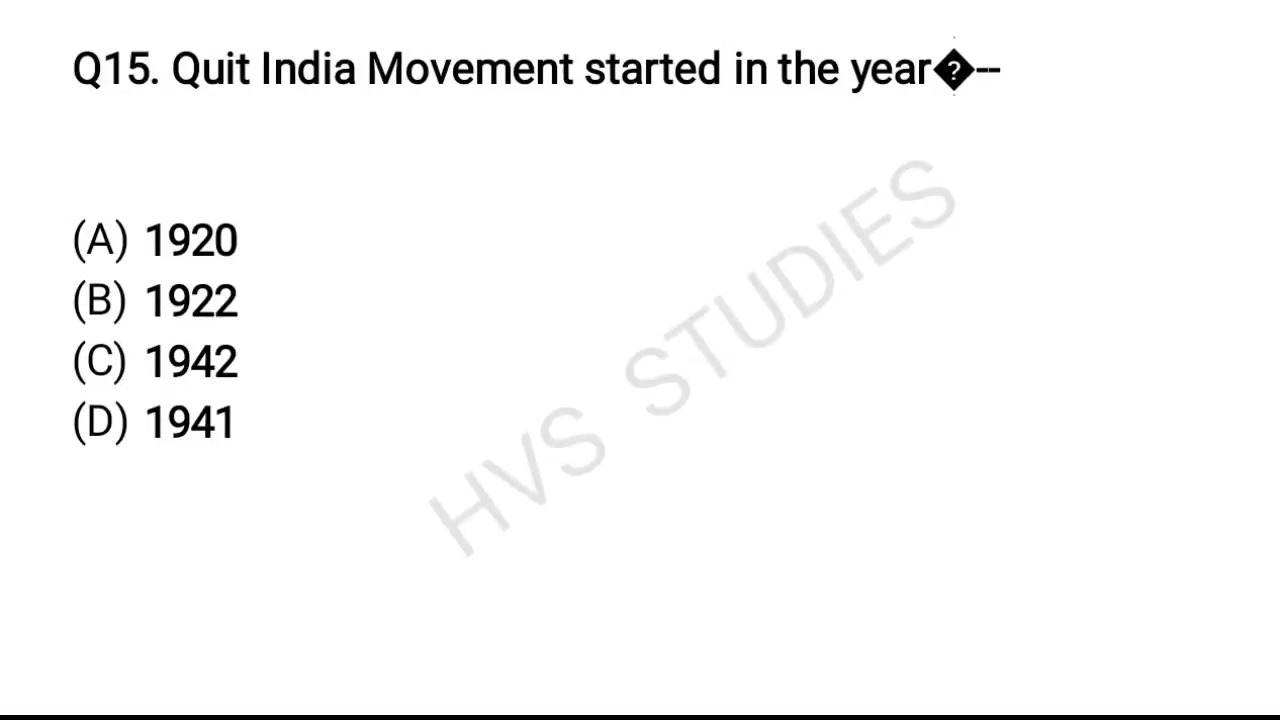 Q15. Quit India Movement started in the year�--
(A) 1920
(B) 1922
(C) 1942
(D) 1941
HVS STUDIES